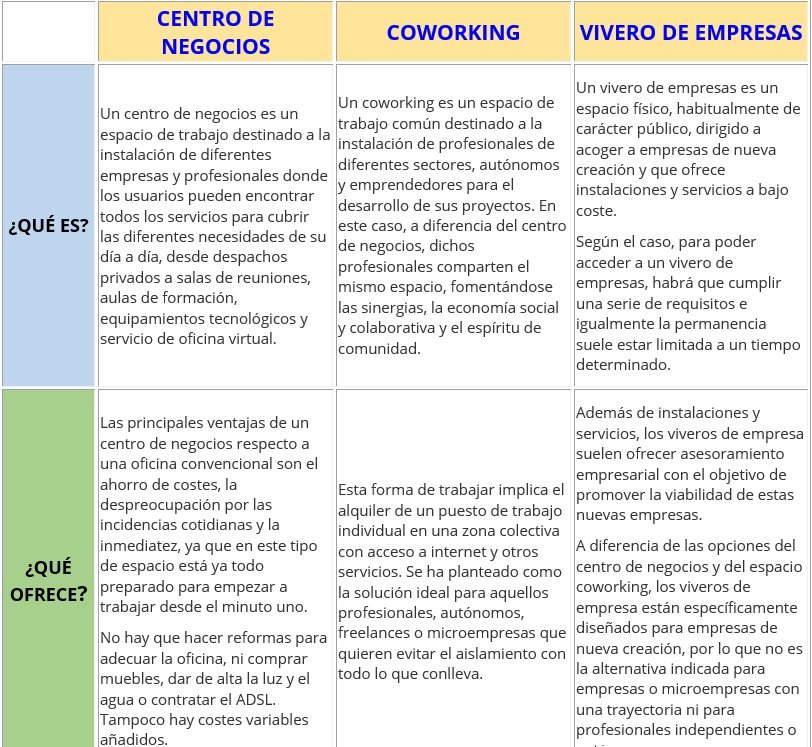 CENTRO DE
NEGOCIOS
COWORKING
VIVERO DE EMPRESAS
¿QUÉ ES?
Un centro de negocios es un
espacio de trabajo destinado a la
instalación de diferentes
empresas y profesionales donde
los usuarios pueden encontrar
todos los servicios para cubrir
las diferentes necesidades de su
día a día, desde despachos
privados a salas de reuniones,
aulas de formación,
equipamientos tecnológicos y
servicio de oficina virtual.
Un coworking es un espacio de
trabajo común destinado a la
instalación de profesionales de
diferentes sectores, autónomos
y emprendedores para el
desarrollo de sus proyectos. En
este caso, a diferencia del centro
de negocios, dichos
profesionales comparten el
mismo espacio, fomentándose
las sinergias, la economía social
y colaborativa y el espíritu de
comunidad.
Un vivero de empresas es un
espacio físico, habitualmente de
carácter público, dirigido a
acoger a empresas de nueva
creación y que ofrece
instalaciones y servicios a bajo
coste.
Según el caso, para poder
acceder a un vivero de
empresas, habrá que cumplir
una serie de requisitos e
igualmente la permanencia
suele estar limitada a un tiempo
determinado.
¿QUÉ
OFRECE?
Las principales ventajas de un
centro de negocios respecto a
una oficina convencional son el
ahorro de costes, la
despreocupación por las
incidencias cotidianas y la
inmediatez, ya que en este tipo
de espacio está ya todo
preparado para empezar a
trabajar desde el minuto uno.
No hay que hacer reformas para
adecuar la oficina, ni comprar
muebles, dar de alta la luz y el
agua o contratar el ADSL.
Tampoco hay costes variables
añadidos.
Esta forma de trabajar implica el
alquiler de un puesto de trabajo
individual en una zona colectiva
con acceso a internet y otros
servicios. Se ha planteado como
la solución ideal para aquellos
profesionales, autónomos,
freelances o microempresas que
quieren evitar el aislamiento con
todo lo que conlleva.
Además de instalaciones y
servicios, los viveros de empresa
suelen ofrecer asesoramiento
empresarial con el objetivo de
promover la viabilidad de estas
nuevas empresas.
A diferencia de las opciones del
centro de negocios y del espacio
coworking, los viveros de
empresa están específicamente
diseñados para empresas de
nueva creación, por lo que no es
la alternativa indicada para
empresas o microempresas con
una trayectoria ni para
profesionales independientes o